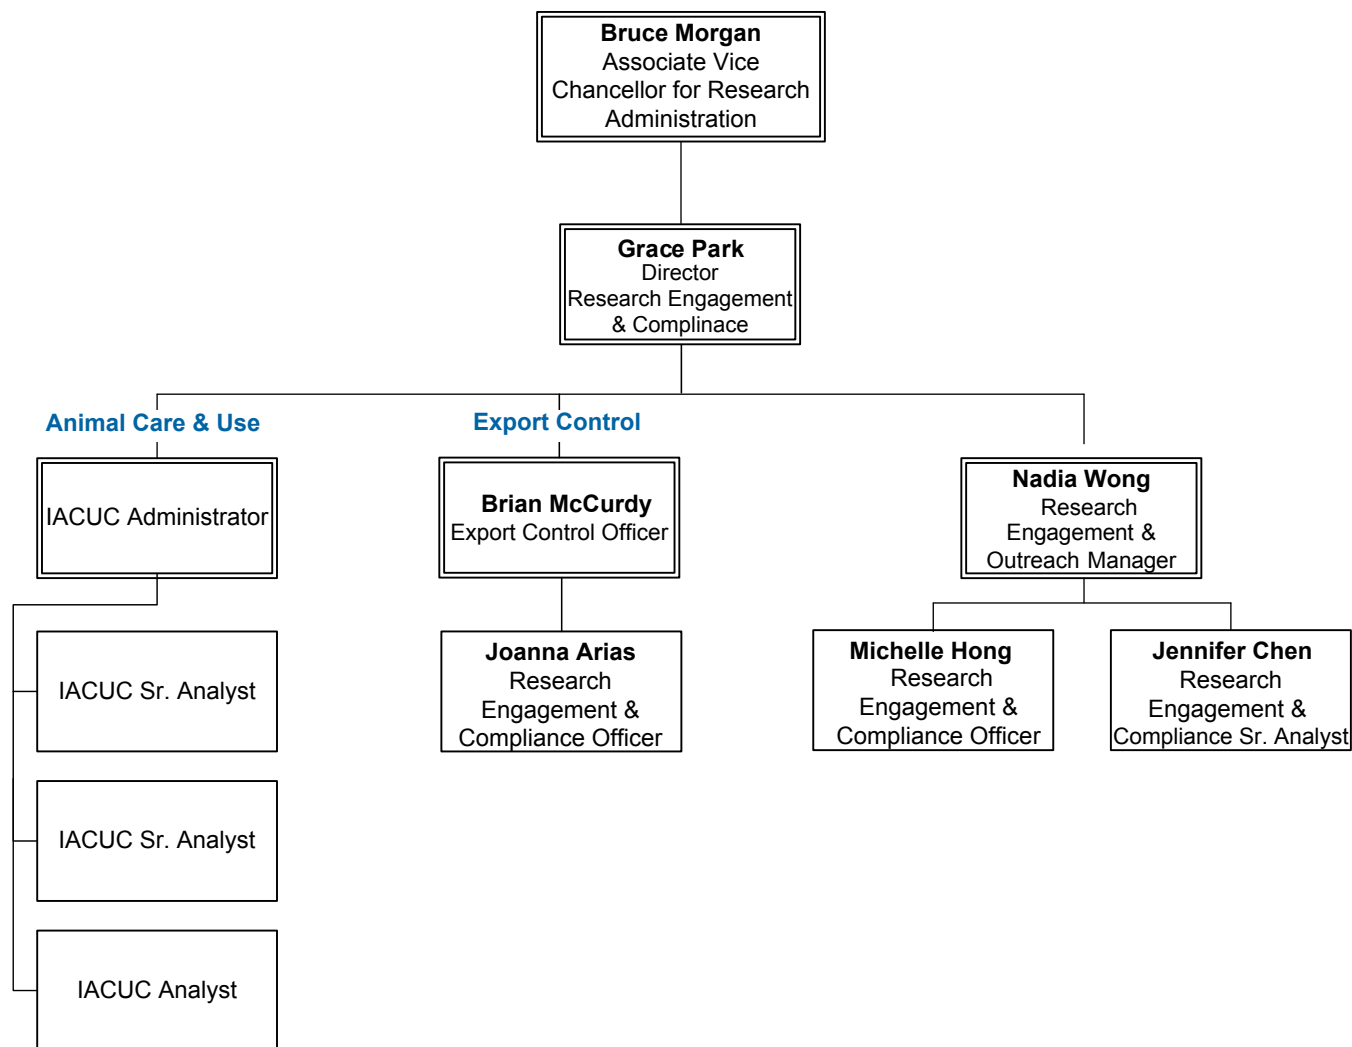 Bruce Morgan
Associate Vice
Chancellor for Research
Administration
Grace Park
Director
Research Engagement
& Complinace
Animal Care & Use
Export Control
IACUC Administrator
Brian McCurdy
Export Control Officer
Nadia Wong
Research
Engagement &
Outreach Manager
IACUC Sr. Analyst
Joanna Arias
Research
Engagement &
Compliance Officer
Michelle Hong
Research
Engagement &
Compliance Officer
Jennifer Chen
Research
Engagement &
Compliance Sr. Analyst
IACUC Sr. Analyst
IACUC Analyst